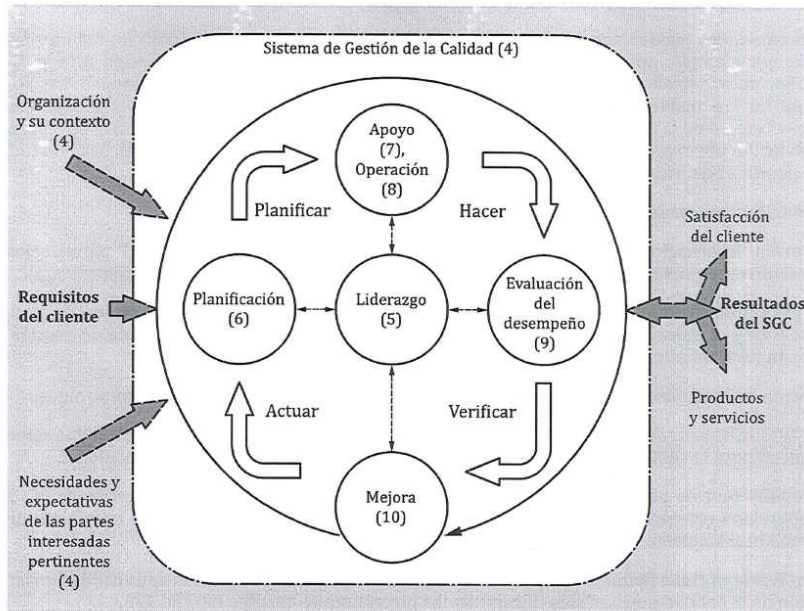 Sistema de Gestión de la Calidad (4)
Organización
y su contexto
(4)
Apoyo
(7),
Operación
(8)
Planificar
Hacer
Satisfacción
del cliente
Requisitos
del cliente
Planificación
(6)
Liderazgo
(5)
Evaluación
del
desempeño
(9)
Resultados
del SGC
Actuar
Verificar
Productos
y servicios
Necesidades y
expectativas
de las partes
interesadas
pertinentes
(4)
Mejora
(10)